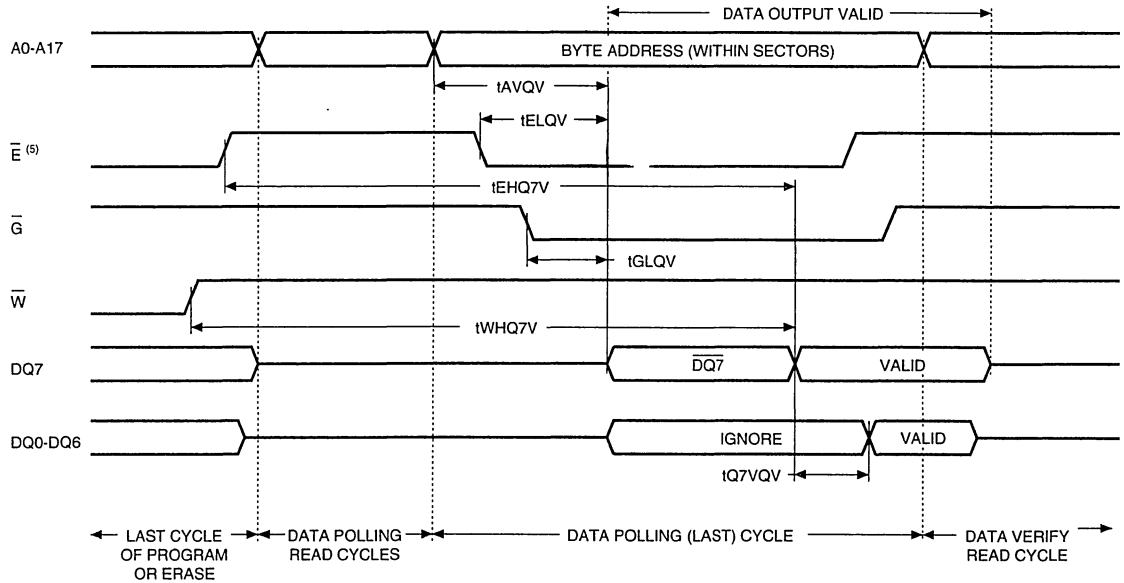 DATA OUTPUT VALID
A0-A17
BYTE ADDRESS (WITHIN SECTORS)
tAVQV
tELQV
E (5)
tEHQ7V
G
tGLQV
W
tWHQ7V
DQ7
DQ7
VALID
DQ0-DQ6
IGNORE
VALID
tQ7VQV
LAST CYCLE
OF PROGRAM
OR ERASE
DATA POLLING
READ CYCLES
DATA POLLING (LAST) CYCLE
DATA VERIFY
READ CYCLE